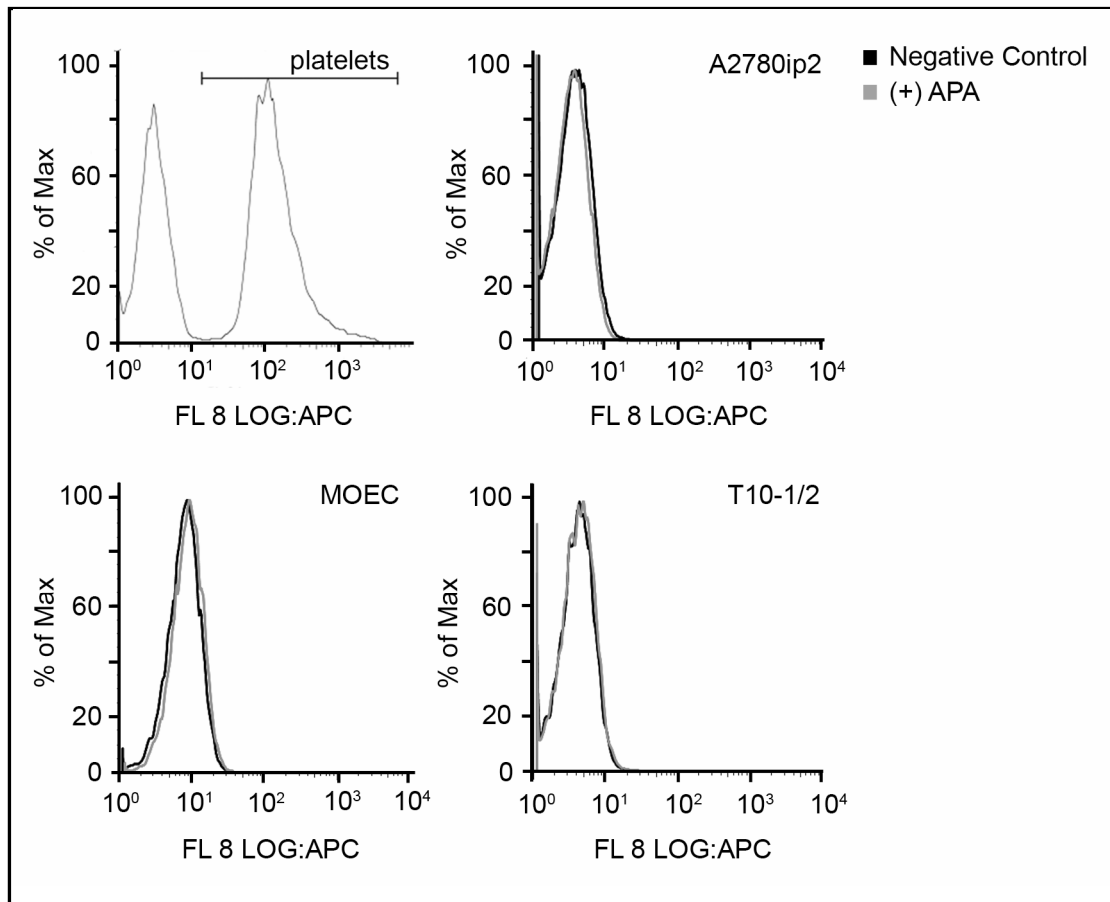 platelets
100
60
20
0
% of Max
10⁰ 10¹ 10² 10³
FL 8 LOG:APC
A2780ip2
100
60
20
0
% of Max
10⁰ 10¹ 10² 10³ 10⁴
FL 8 LOG:APC
Negative Control
(+) APA
MOEC
100
60
20
0
% of Max
10⁰ 10¹ 10² 10³ 10⁴
FL 8 LOG:APC
T10-1/2
100
60
20
0
% of Max
10⁰ 10¹ 10² 10³ 10⁴
FL 8 LOG:APC